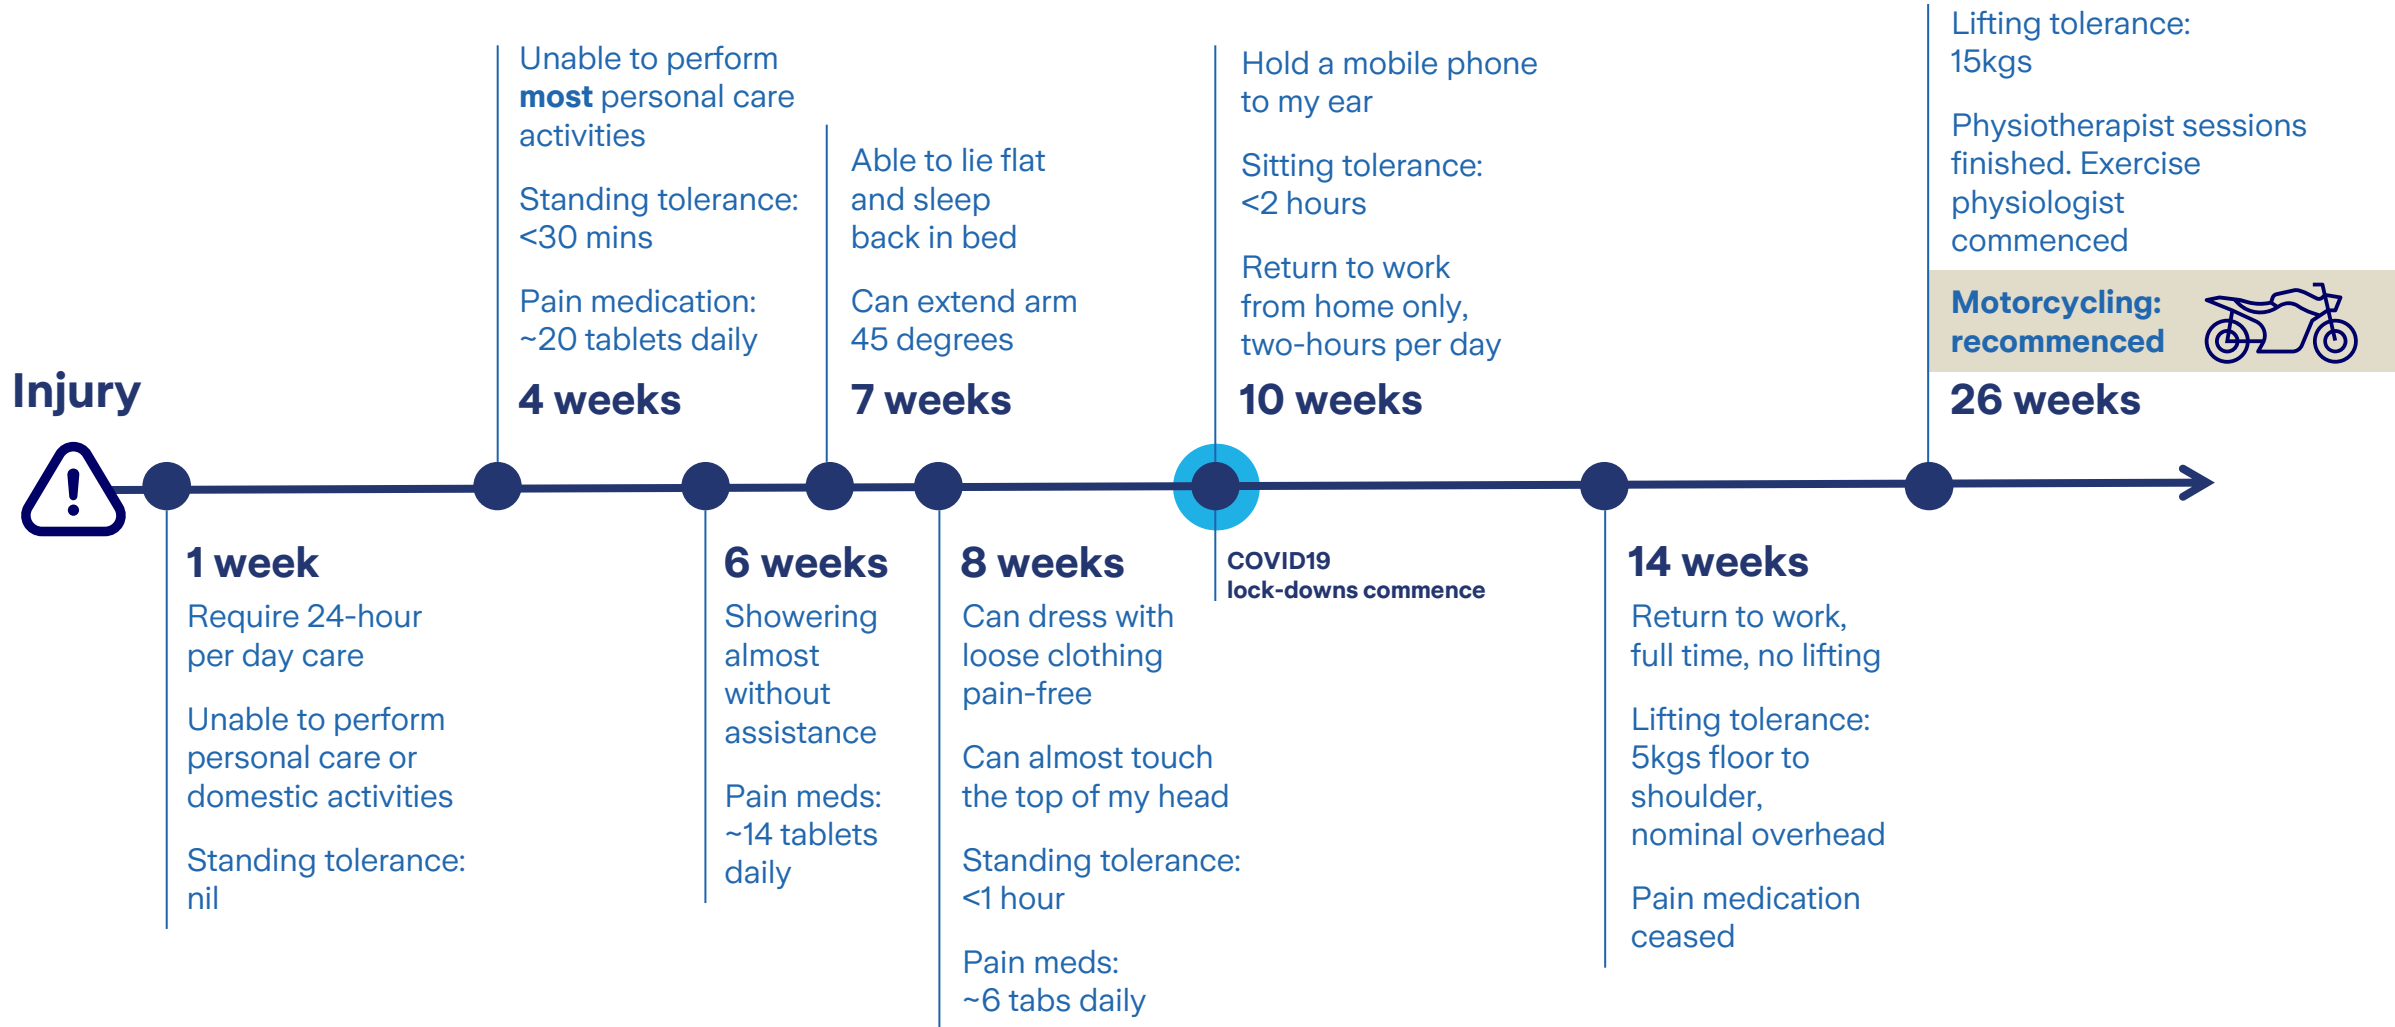 Injury
1 week
Require 24-hour
per day care
Unable to perform
personal care or
domestic activities
Standing tolerance:
nil
Unable to perform
most personal care
activities
Standing tolerance:
<30 mins
Pain medication:
~20 tablets daily
4 weeks
6 weeks
Showering
almost
without
assistance
Pain meds:
~14 tablets
daily
Able to lie flat
and sleep
back in bed
Can extend arm
45 degrees
7 weeks
8 weeks
Can dress with
loose clothing
pain-free
Can almost touch
the top of my head
Standing tolerance:
<1 hour
Pain meds:
~6 tabs daily
Hold a mobile phone
to my ear
Sitting tolerance:
<2 hours
Return to work
from home only,
two-hours per day
10 weeks
COVID19
lock-downs commence
14 weeks
Return to work,
full time, no lifting
Lifting tolerance:
5kgs floor to
shoulder,
nominal overhead
Pain medication
ceased
Lifting tolerance:
15kgs
Physiotherapist sessions
finished. Exercise
physiologist
commenced
Motorcycling:
recommenced
26 weeks